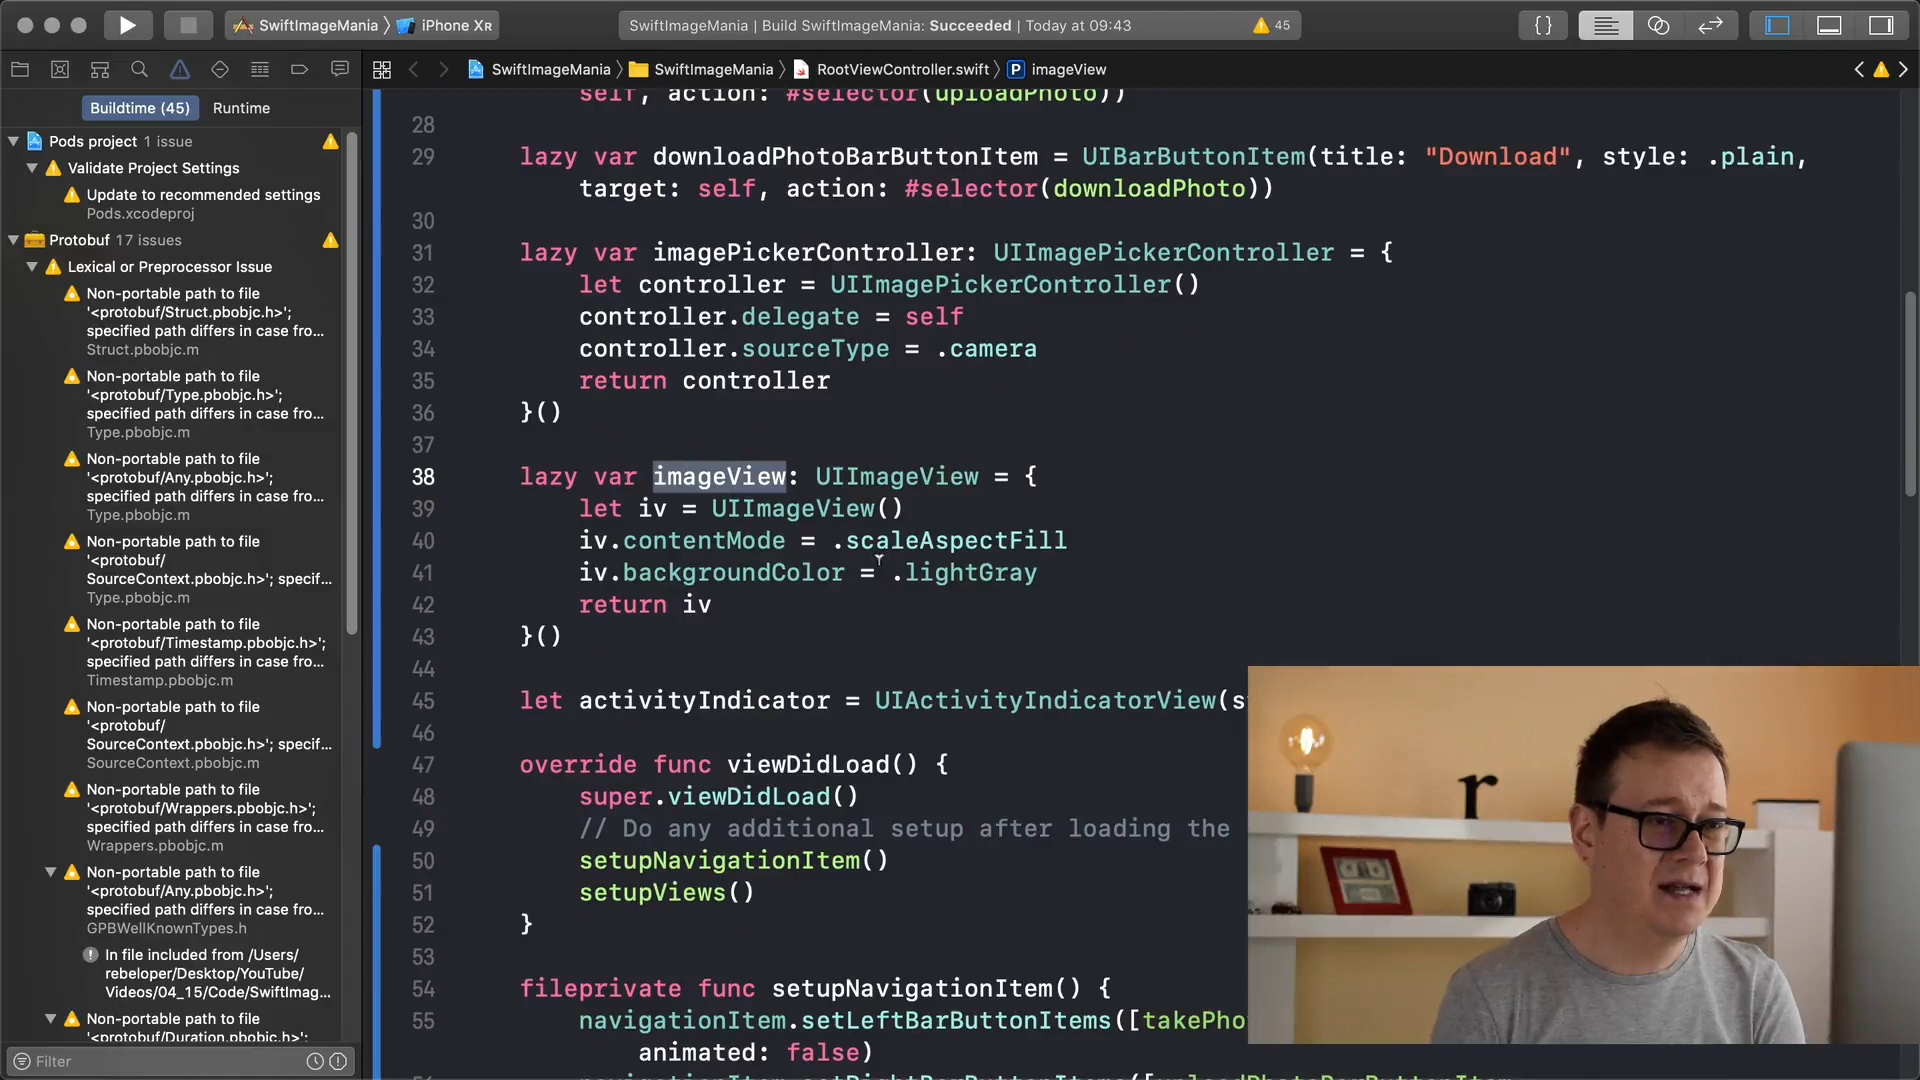 SwiftImageMania
iPhone XR
SwiftImageMania | Build SwiftImageMania: Succeeded | Today at 09:43
45
{}
SwiftImageMania
SwiftImageMania
RootViewController.swift
P
imageView
Buildtime (45)
Runtime
Pods project 1 issue
Validate Project Settings
Update to recommended settings
Pods.xcodeproj
Protobuf 17 issues
Lexical or Preprocessor Issue
Non-portable path to file
'<protobuf/Struct.pbobjc.h>';
specified path differs in case fro...
Struct.pbobjc.m
Non-portable path to file
'<protobuf/Type.pbobjc.h>';
specified path differs in case fro...
Type.pbobjc.m
Non-portable path to file
'<protobuf/Any.pbobjc.h>';
specified path differs in case fro...
Type.pbobjc.m
Non-portable path to file
'<protobuf/
SourceContext.pbobjc.h>'; specif...
Type.pbobjc.m
Non-portable path to file
'<protobuf/Timestamp.pbobjc.h>';
specified path differs in case fro...
Timestamp.pbobjc.m
Non-portable path to file
'<protobuf/
SourceContext.pbobjc.h>'; specif...
SourceContext.pbobjc.m
Non-portable path to file
'<protobuf/Wrappers.pbobjc.h>';
specified path differs in case fro...
Wrappers.pbobjc.m
Non-portable path to file
'<protobuf/Any.pbobjc.h>';
specified path differs in case fro...
GPBWellKnownTypes.h
In file included from /Users/
rebeloper/Desktop/YouTube/
Videos/04_15/Code/SwiftImag...
Non-portable path to file
'<protobuf/Duration.pbobjc.h>';
Filter
self, action: #selector(uploadPhoto))
28
29 lazy var downloadPhotoBarButtonItem = UIBarButtonItem(title: "Download", style: .plain,
target: self, action: #selector(downloadPhoto))
30
31 lazy var imagePickerController: UIImagePickerController = {
32 let controller = UIImagePickerController()
33 controller.delegate = self
34 controller.sourceType = .camera
35 return controller
36 }()
37
38 lazy var imageView: UIImageView = {
39 let iv = UIImageView()
40 iv.contentMode = .scaleAspectFill
41 iv.backgroundColor = .lightGray
42 return iv
43 }()
44
45 let activityIndicator = UIActivityIndicatorView(s
46
47 override func viewDidLoad() {
48 super.viewDidLoad()
49 // Do any additional setup after loading the
50 setupNavigationItem()
51 setupViews()
52 }
53
54 fileprivate func setupNavigationItem() {
55 navigationItem.setLeftBarButtonItems([takePho
animated: false)
r